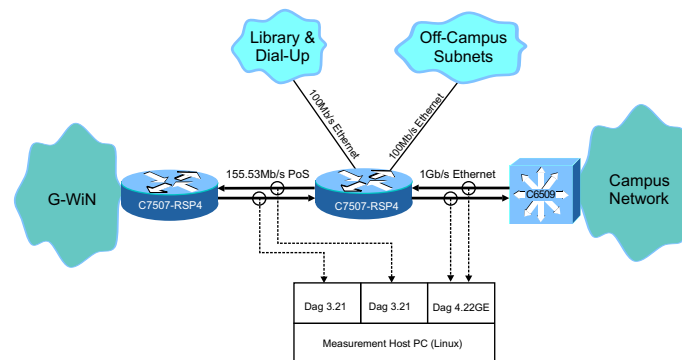 Library &
Dial-Up
Off-Campus
Subnets
100Mb/s Ethernet
100Mb/s Ethernet
G-WiN
155.53Mb/s PoS
1Gb/s Ethernet
C7507-RSP4
C7507-RSP4
C6509
Campus
Network
Dag 3.21
Dag 3.21
Dag 4.22GE
Measurement Host PC (Linux)